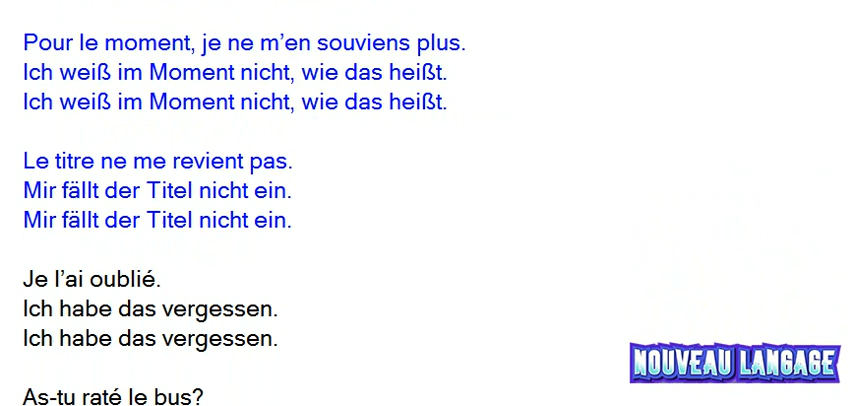 Pour le moment, je ne m’en souviens plus.
Ich weiß im Moment nicht, wie das heißt.
Ich weiß im Moment nicht, wie das heißt.
Le titre ne me revient pas.
Mir fällt der Titel nicht ein.
Mir fällt der Titel nicht ein.
Je l’ai oublié.
Ich habe das vergessen.
Ich habe das vergessen.
NOUVEAU LANGAGE
As-tu raté le bus?